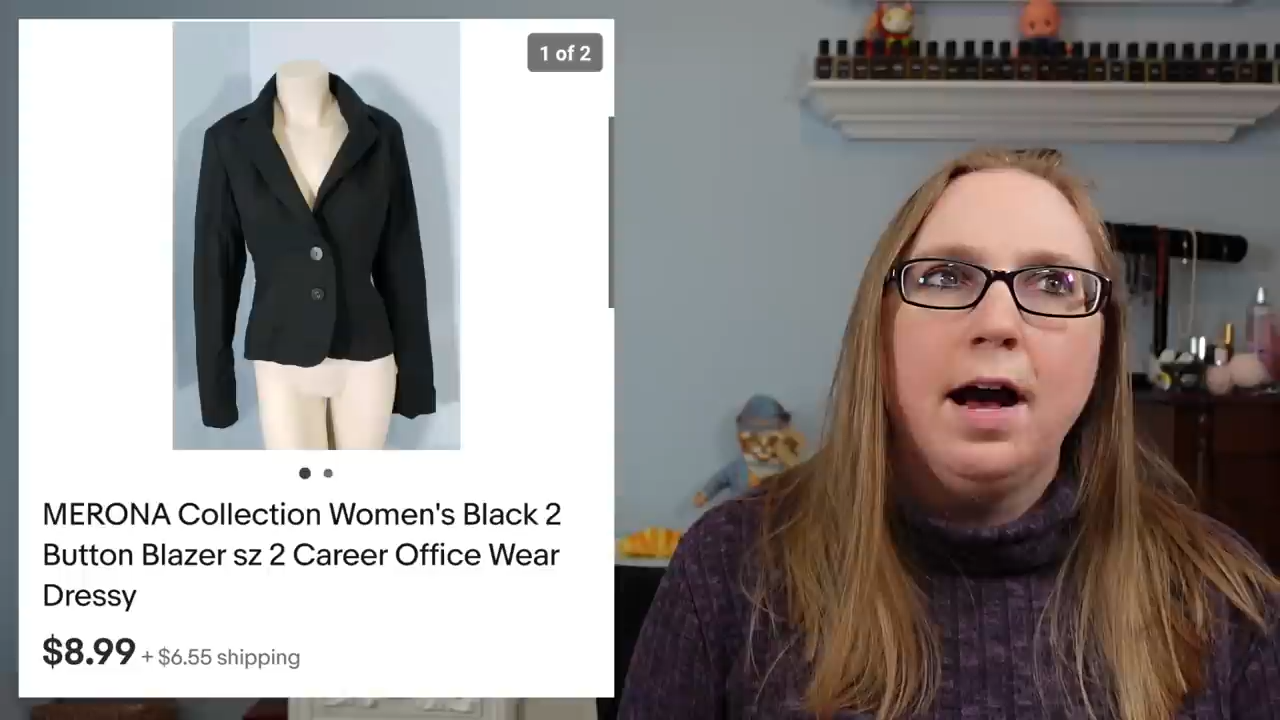 1 of 2
MERONA Collection Women's Black 2
Button Blazer sz 2 Career Office Wear
Dressy
$8.99 + $6.55 shipping